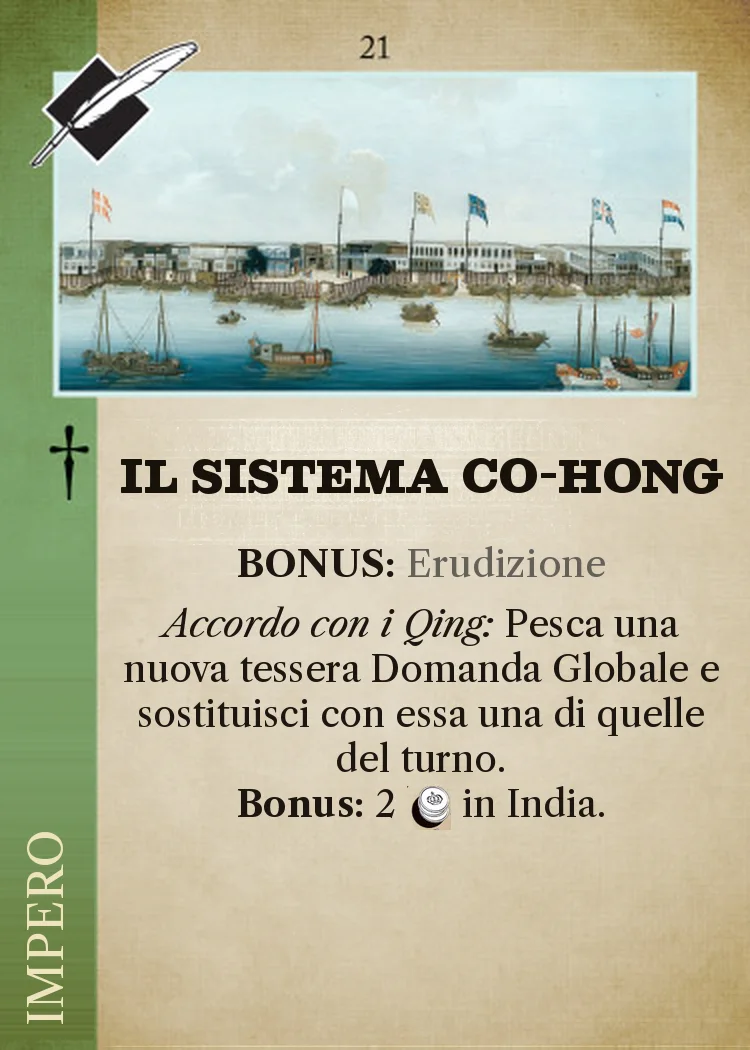 21
† IL SISTEMA CO-HONG
BONUS: Erudizione
Accordo con i Qing: Pesca una
nuova tessera Domanda Globale e
sostituisci con essa una di quelle
del turno.
Bonus: 2 in India.
IMPERO